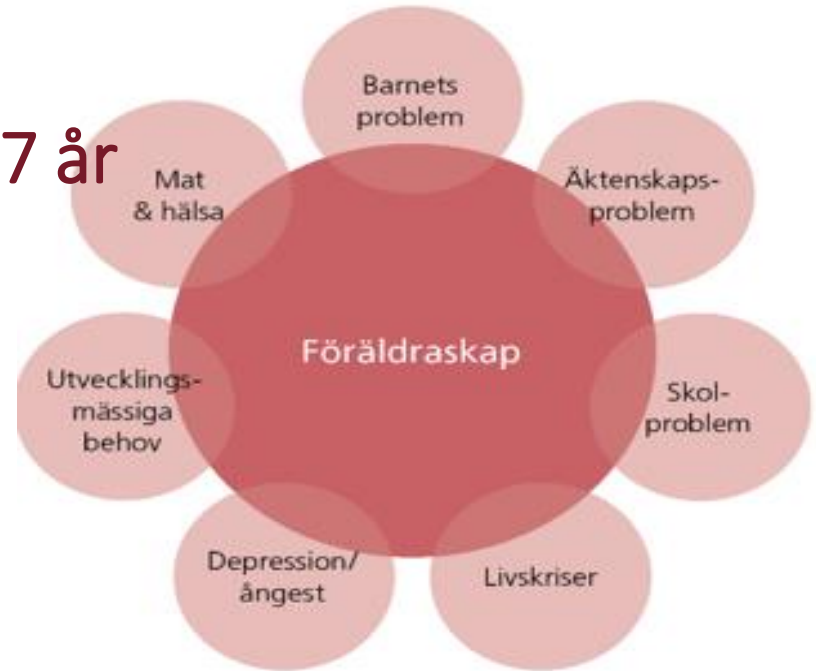 7 år
Barnets
problem
Mat
& hälsa
Äktenskaps-
problem
Föräldraskap
Utvecklings-
mässiga
behov
Skol-
problem
Depression/
ångest
Livskriser